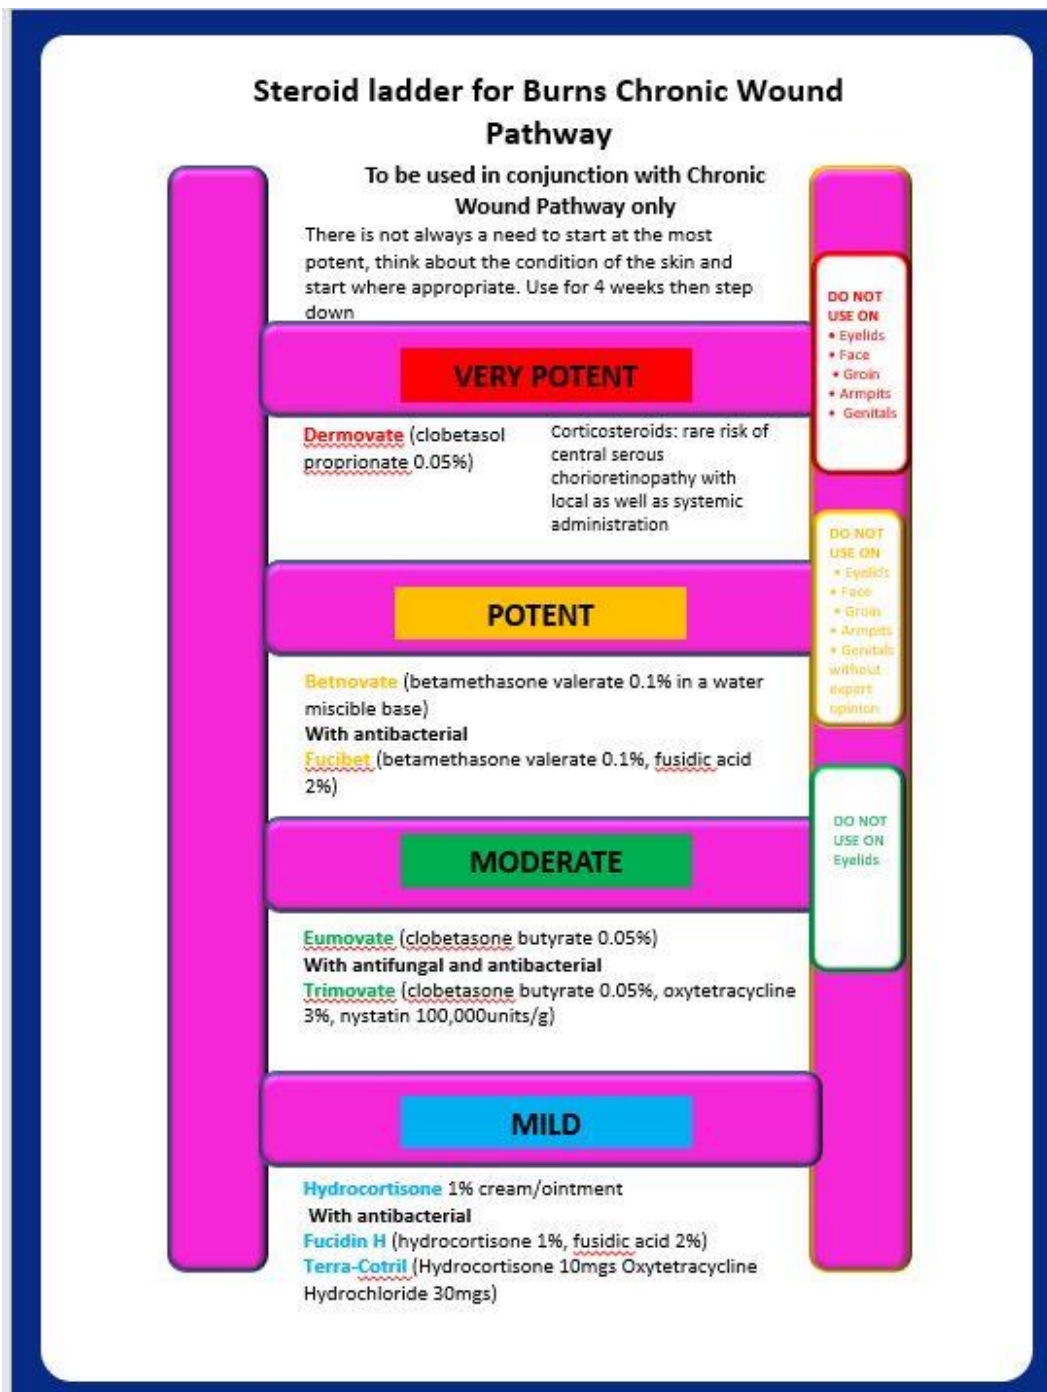 Steroid ladder for Burns Chronic Wound
Pathway
To be used in conjunction with Chronic
Wound Pathway only
There is not always a need to start at the most
potent, think about the condition of the skin and
start where appropriate. Use for 4 weeks then step
down
DO NOT
USE ON
• Eyelids
• Face
• Groin
• Armpits
• Genitals
VERY POTENT
Dermovate (clobetasol
proprionate 0.05%)
Corticosteroids: rare risk of
central serous
chorioretinopathy with
local as well as systemic
administration
DO NOT
USE ON
• Eyelids
• Face
• Groin
• Armpits
• Genitals
without
expert
opinion
POTENT
Betnovate (betamethasone valerate 0.1% in a water
miscible base)
With antibacterial
Fucibet (betamethasone valerate 0.1%, fusidic acid
2%)
DO NOT
USE ON
Eyelids
MODERATE
Eumovate (clobetasone butyrate 0.05%)
With antifungal and antibacterial
Trimovate (clobetasone butyrate 0.05%, oxytetracycline
3%, nystatin 100,000units/g)
MILD
Hydrocortisone 1% cream/ointment
With antibacterial
Fucidin H (hydrocortisone 1%, fusidic acid 2%)
Terra-Cotril (Hydrocortisone 10mgs Oxytetracycline
Hydrochloride 30mgs)